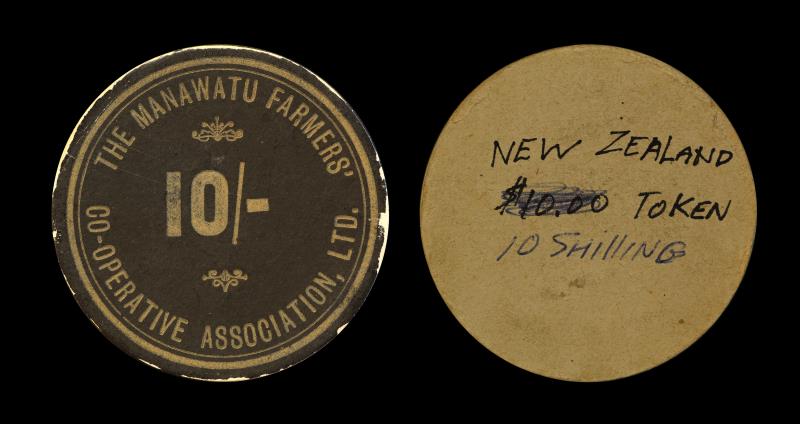 THE MANAWATU FARMERS'
10/-
CO-OPERATIVE ASSOCIATION, LTD.
NEW ZEALAND
$10.00 TOKEN
10 SHILLING